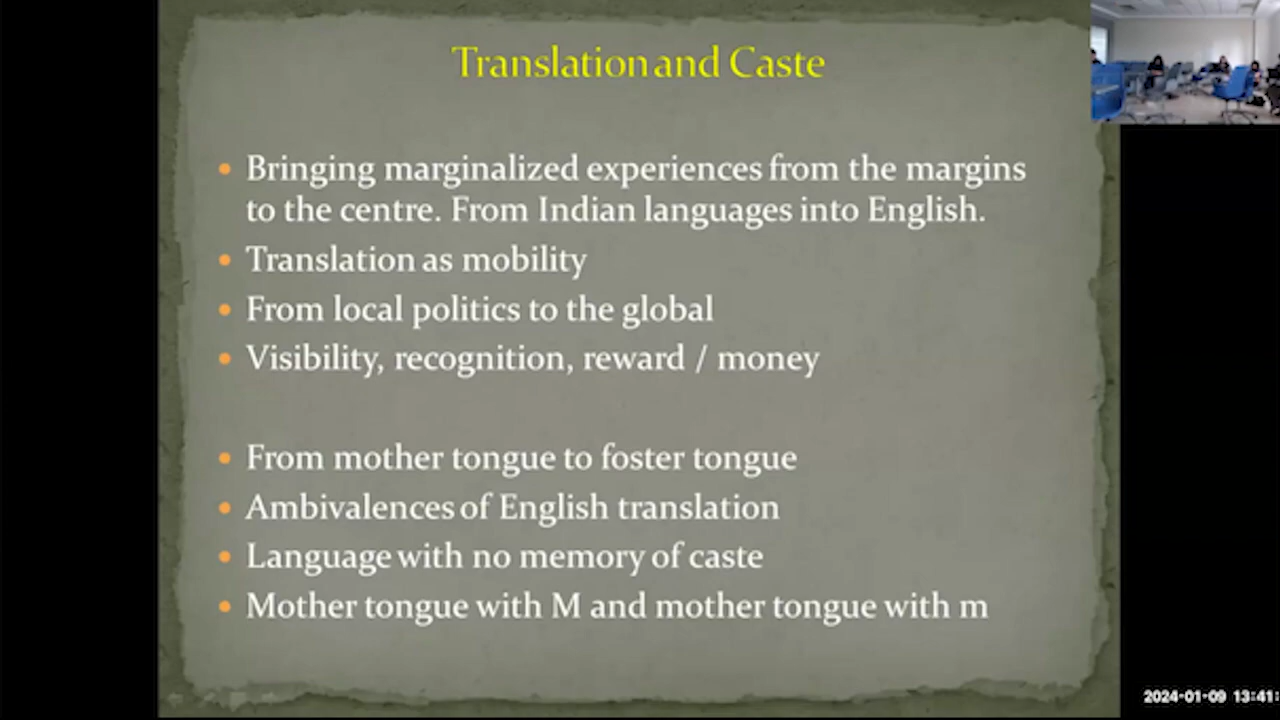 Translation and Caste
• Bringing marginalized experiences from the margins
to the centre. From Indian languages into English.
• Translation as mobility
• From local politics to the global
• Visibility, recognition, reward / money
• From mother tongue to foster tongue
• Ambivalences of English translation
• Language with no memory of caste
• Mother tongue with M and mother tongue with m
2024-01-09 13:41: